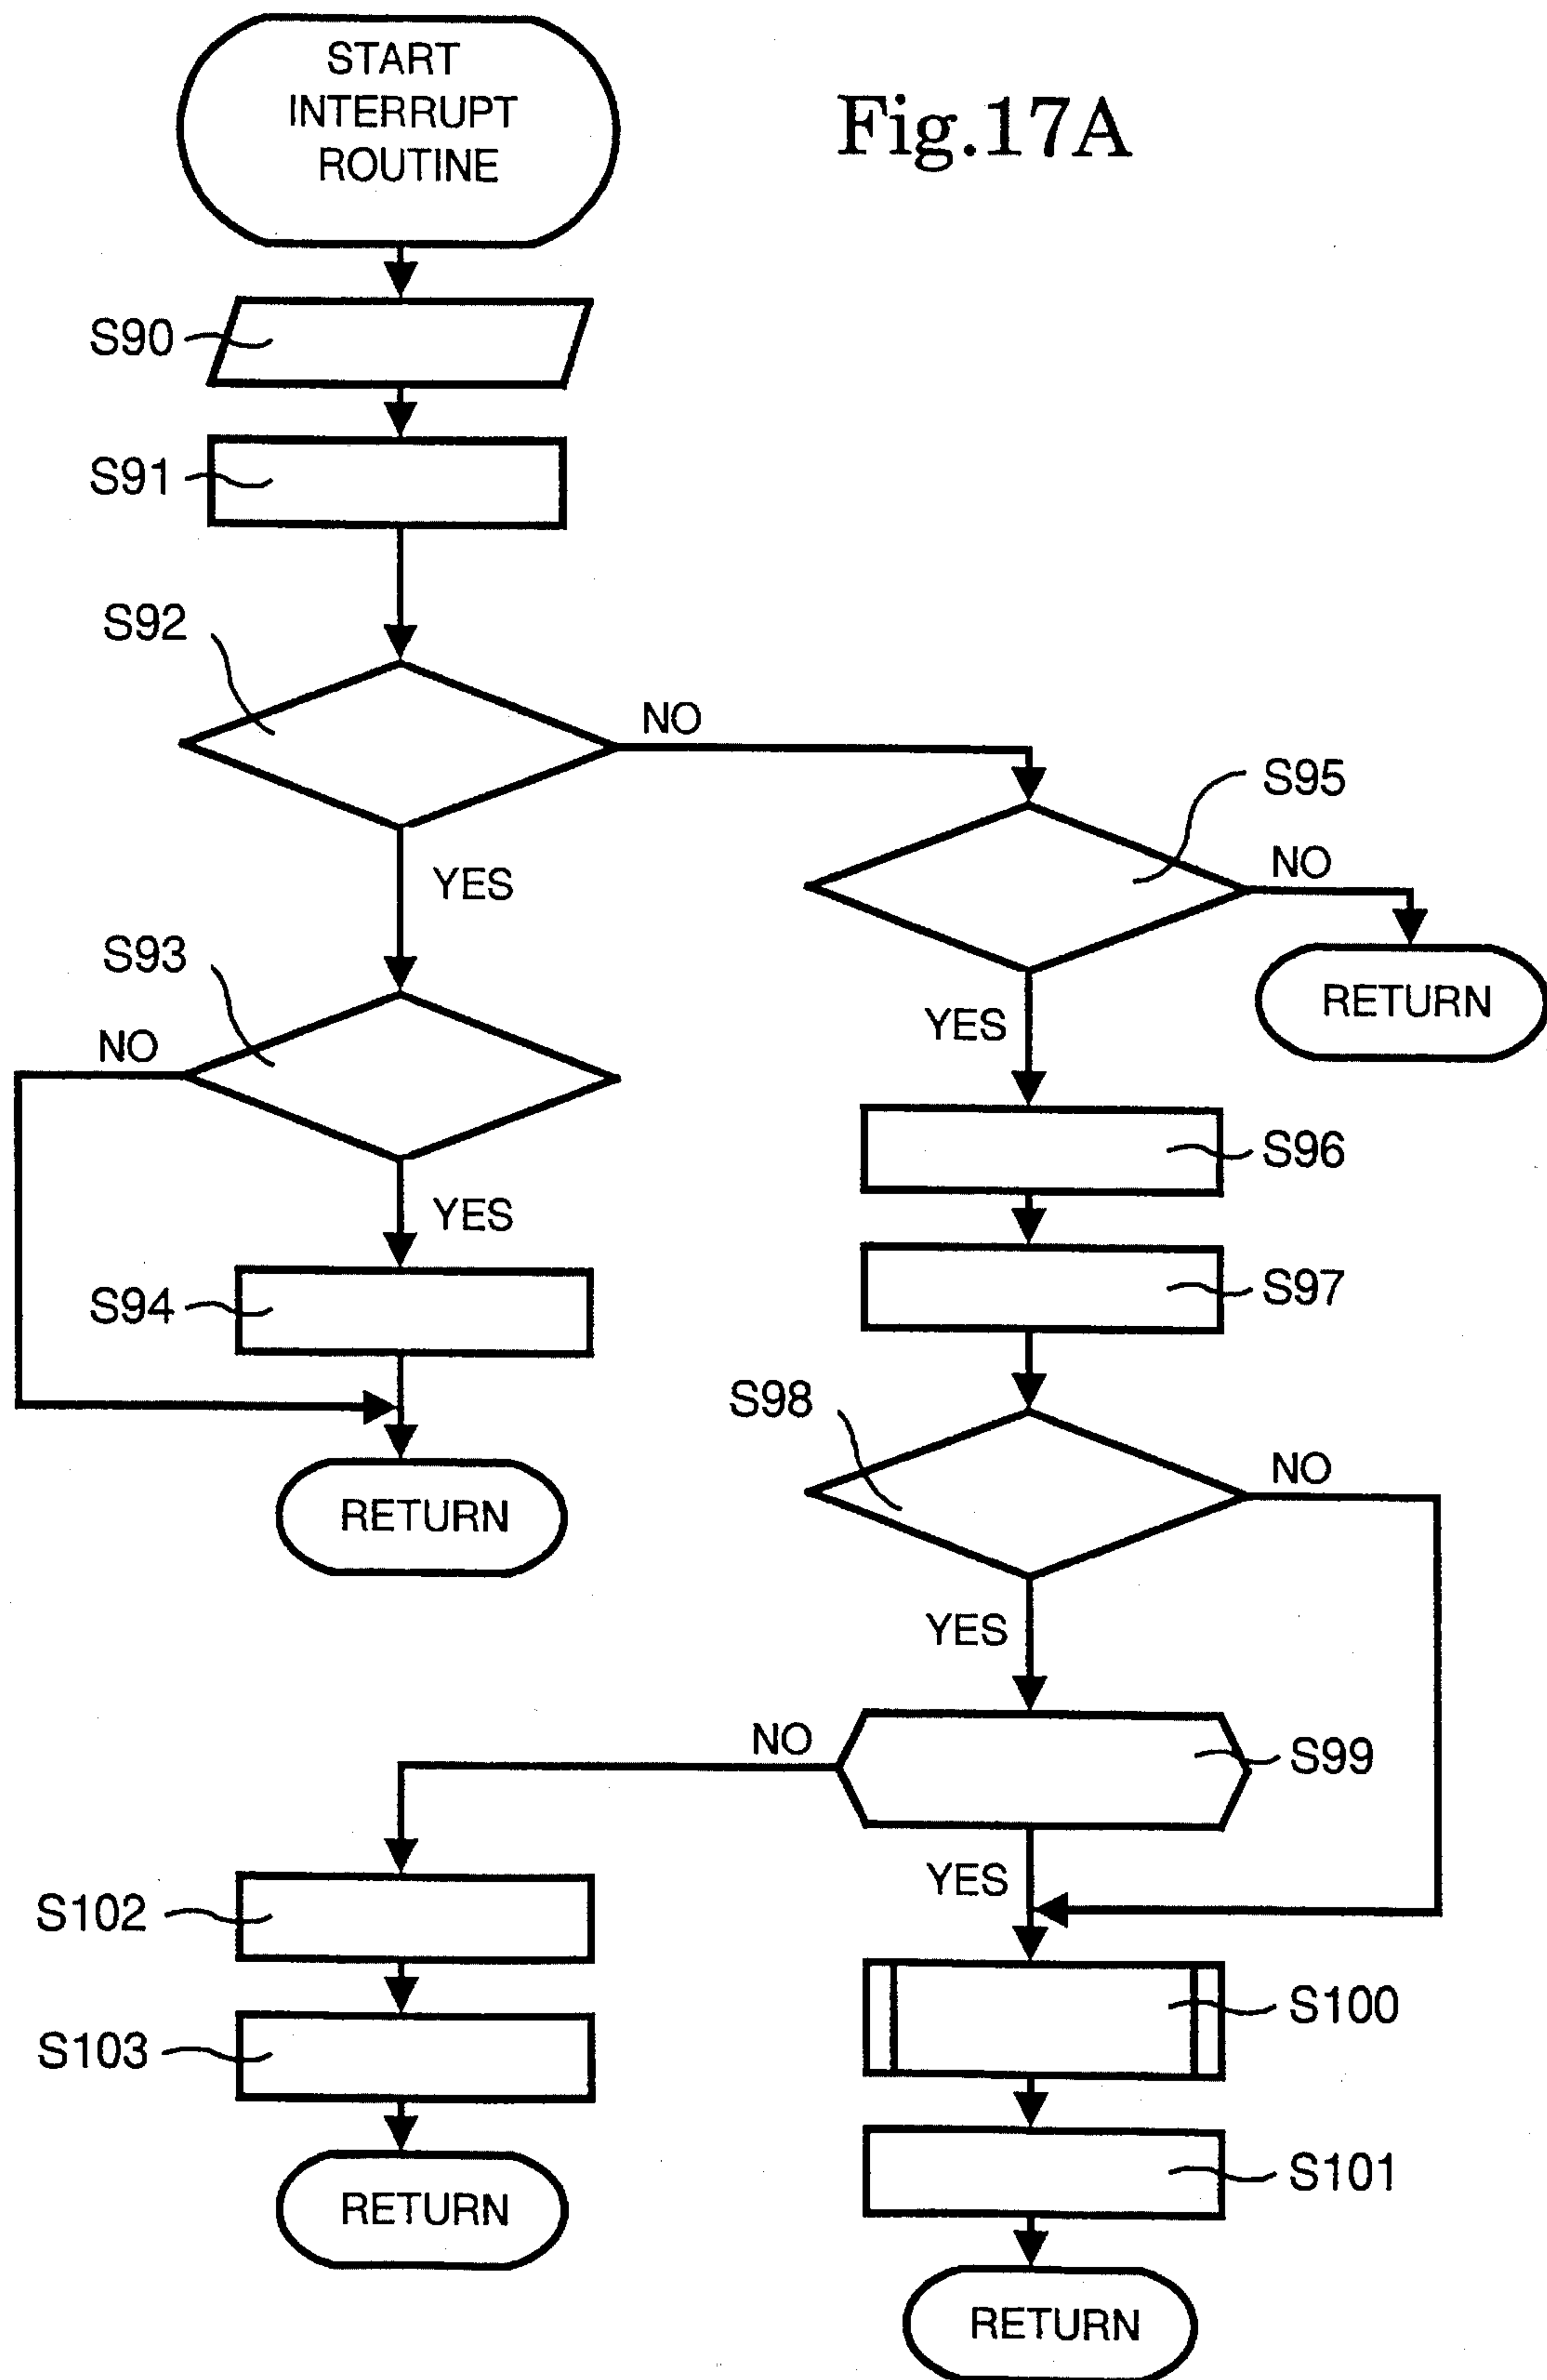 START
INTERRUPT
ROUTINE
Fig.17A
S90
S91
S92
NO
S95
YES
NO
S93
RETURN
NO
YES
S96
YES
S97
S94
S98
NO
RETURN
YES
NO
S99
YES
S102
S100
S103
S101
RETURN
RETURN